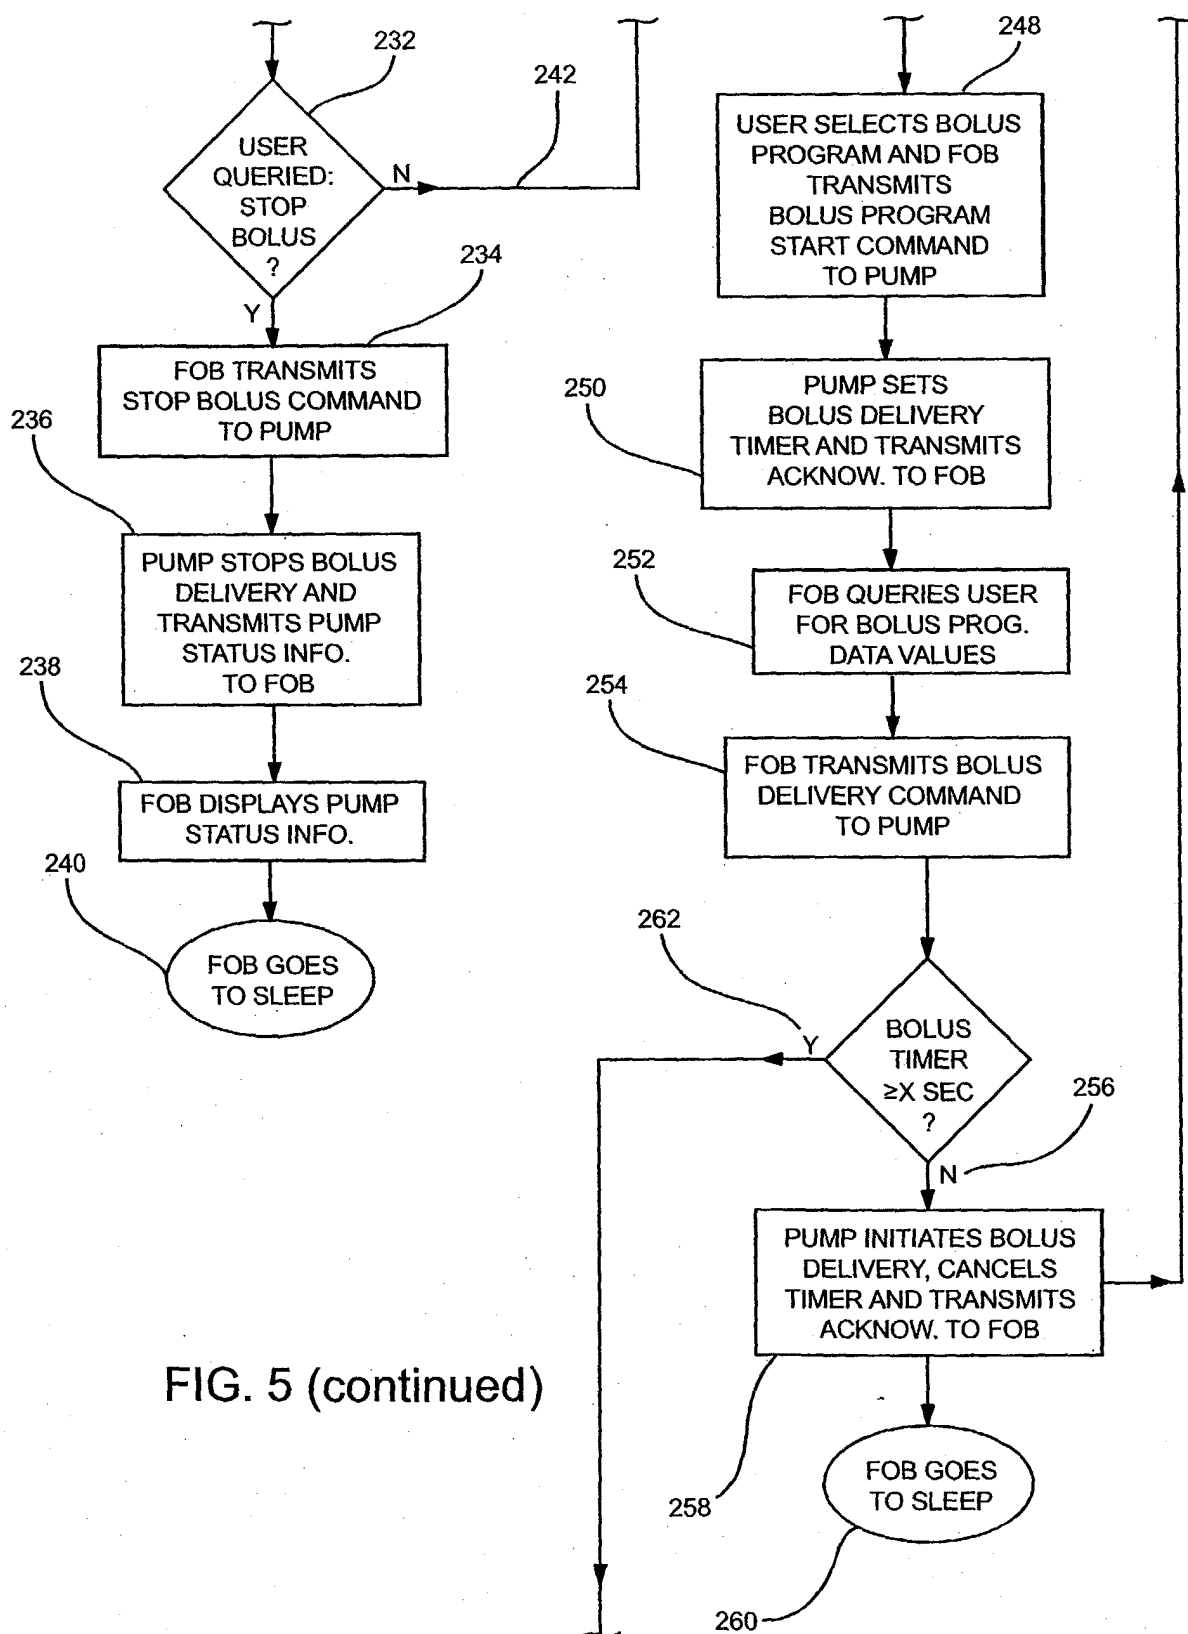 232
USER
QUERIED:
STOP
BOLUS
?
N
242
Y
234
FOB TRANSMITS
STOP BOLUS COMMAND
TO PUMP
236
PUMP STOPS BOLUS
DELIVERY AND
TRANSMITS PUMP
STATUS INFO.
TO FOB
238
FOB DISPLAYS PUMP
STATUS INFO.
240
FOB GOES
TO SLEEP
248
USER SELECTS BOLUS
PROGRAM AND FOB
TRANSMITS
BOLUS PROGRAM
START COMMAND
TO PUMP
250
PUMP SETS
BOLUS DELIVERY
TIMER AND TRANSMITS
ACKNOW. TO FOB
252
FOB QUERIES USER
FOR BOLUS PROG.
DATA VALUES
254
FOB TRANSMITS BOLUS
DELIVERY COMMAND
TO PUMP
262
Y
BOLUS
TIMER
≥X SEC
?
256
N
PUMP INITIATES BOLUS
DELIVERY, CANCELS
TIMER AND TRANSMITS
ACKNOW. TO FOB
258
FOB GOES
TO SLEEP
260
FIG. 5 (continued)